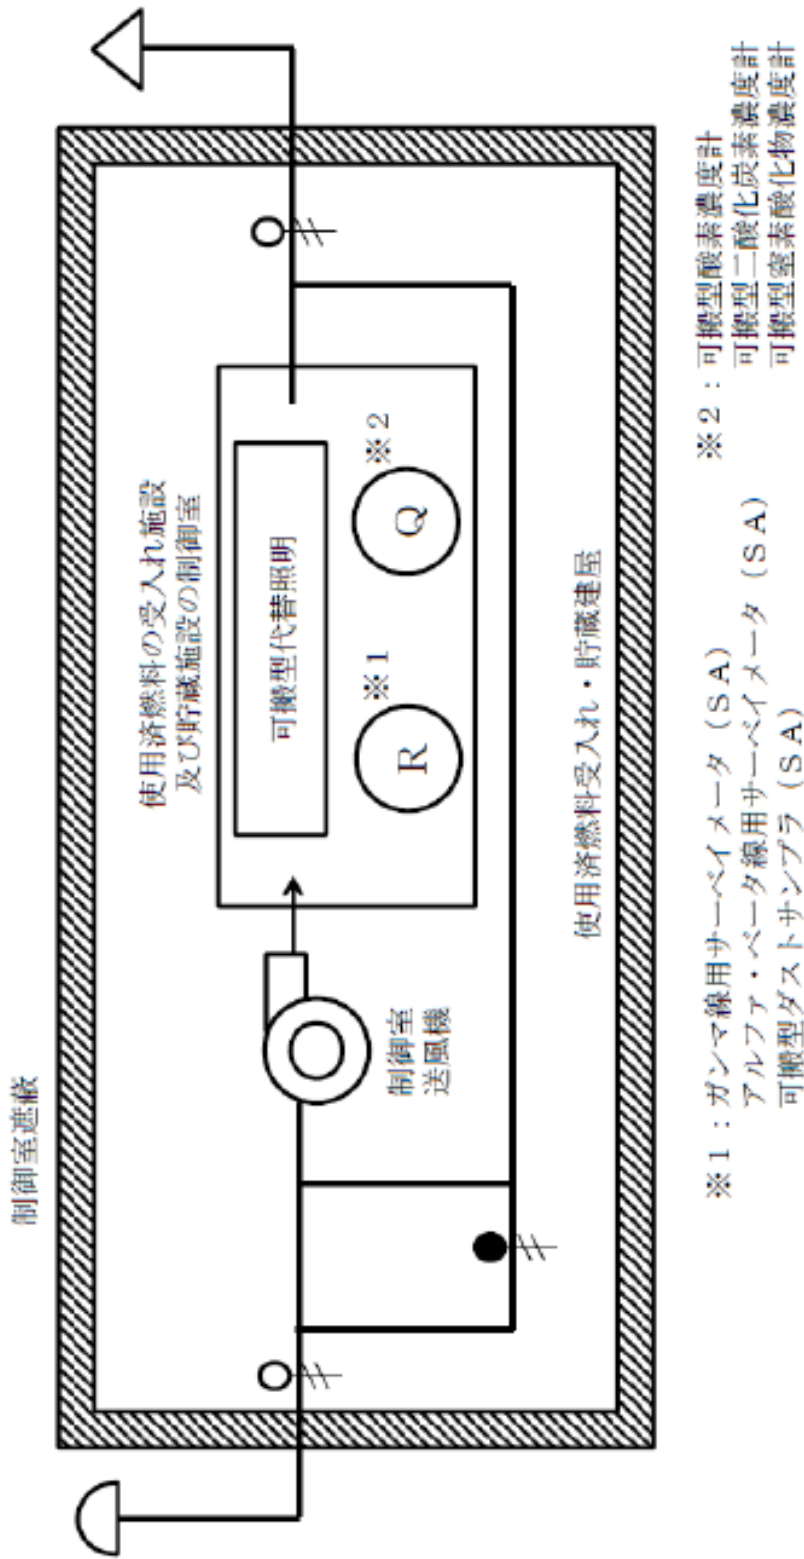 制御室遮蔽
使用済燃料の受入れ施設
及び貯蔵施設の制御室
可搬型代替照明
制御室
送風機
R
※1
Q
※2
使用済燃料受入れ・貯蔵建屋
※1：ガンマ線用サーベイメータ（ＳＡ）
アルファ・ベータ線用サーベイメータ（ＳＡ）
可搬型ダストサンプラ（ＳＡ）
※2：可搬型酸素濃度計
可搬型二酸化炭素濃度計
可搬型窒素酸化物濃度計